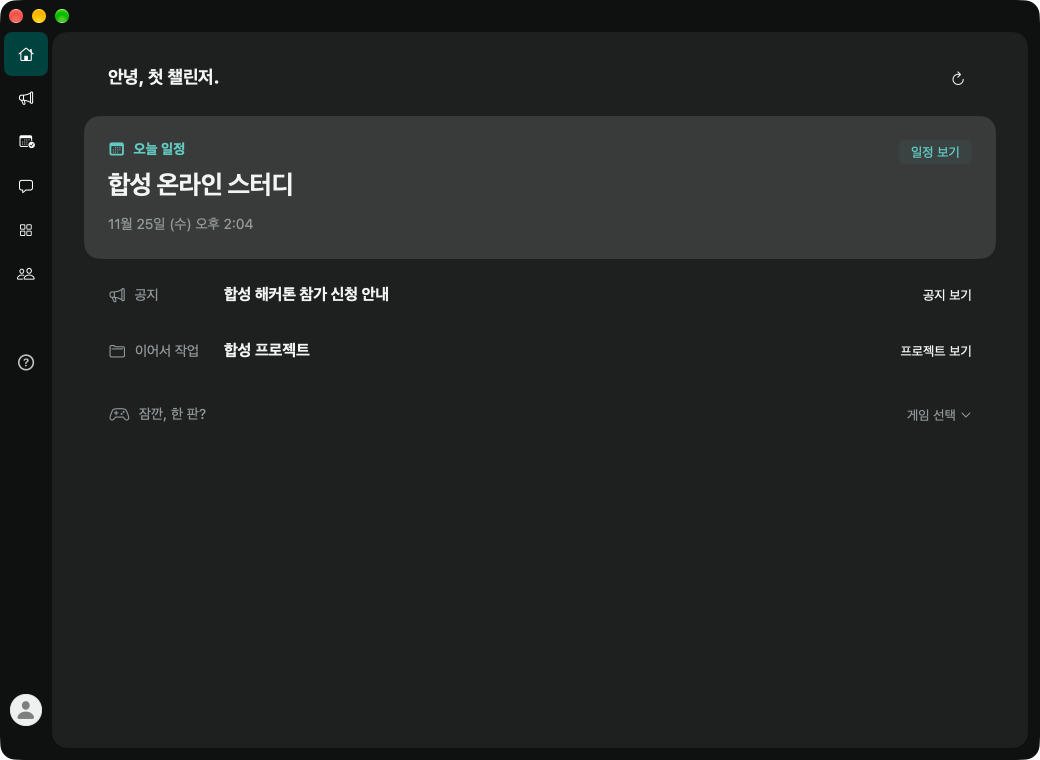 안녕, 첫 챌린저.
오늘 일정
일정 보기
합성 온라인 스터디
11월 25일 (수) 오후 2:04
공지
합성 해커톤 참가 신청 안내
공지 보기
이어서 작업
합성 프로젝트
프로젝트 보기
잠깐, 한 판?
게임 선택